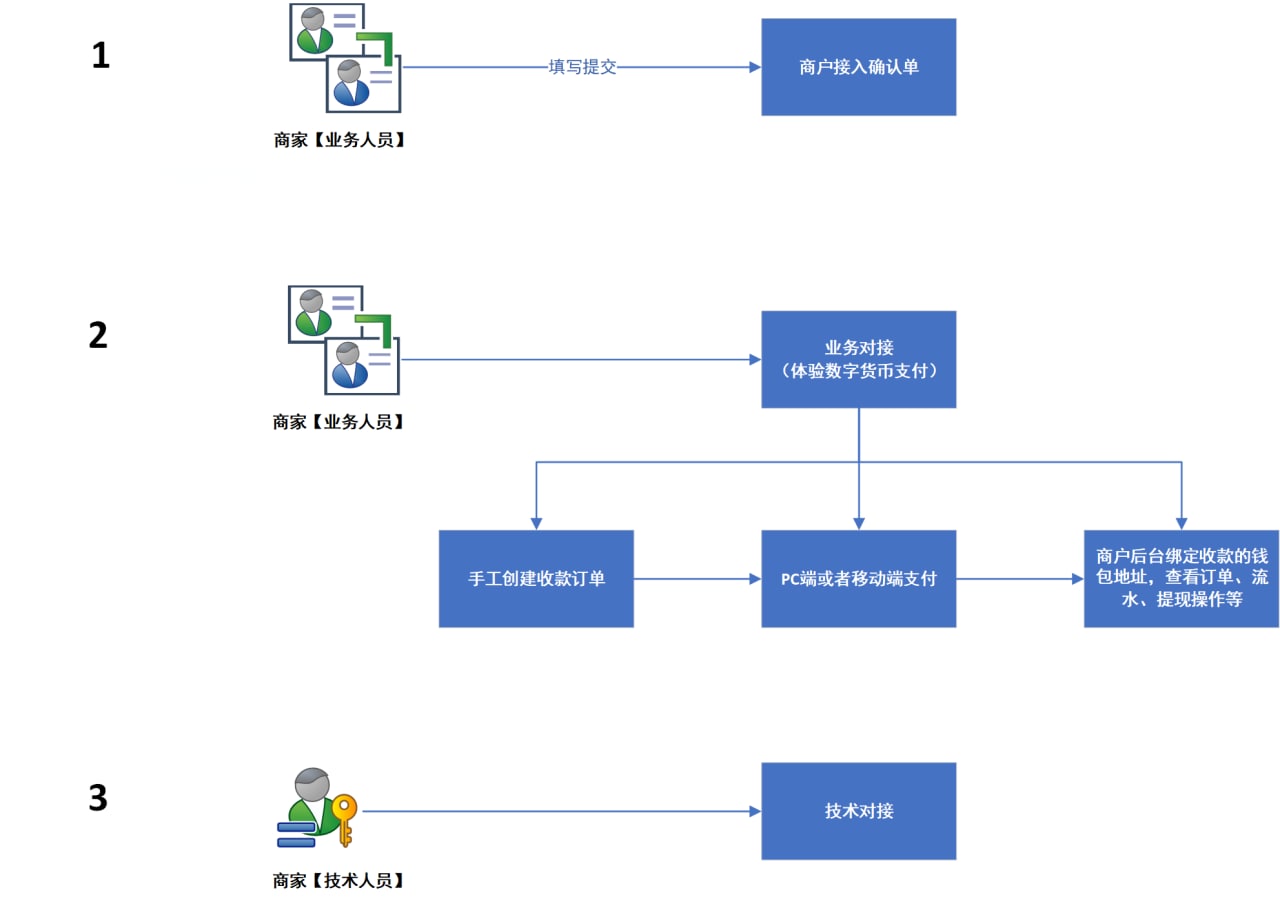 1
填写提交
商户接入确认单
商家【业务人员】
2
业务对接
（体验数字货币支付）
商家【业务人员】
手工创建收款订单
PC端或者移动端支付
商户后台绑定收款的钱
包地址，查看订单、流
水、提现操作等
3
技术对接
商家【技术人员】